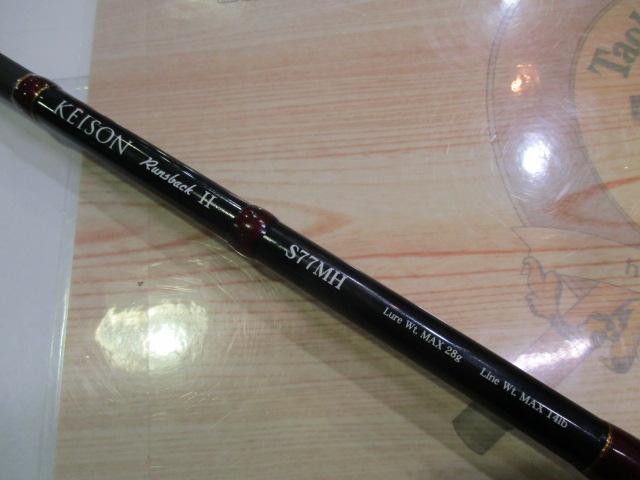 KEISON Runsback II
S77MH
Lure Wt. MAX 28g Line Wt. MAX 14lb